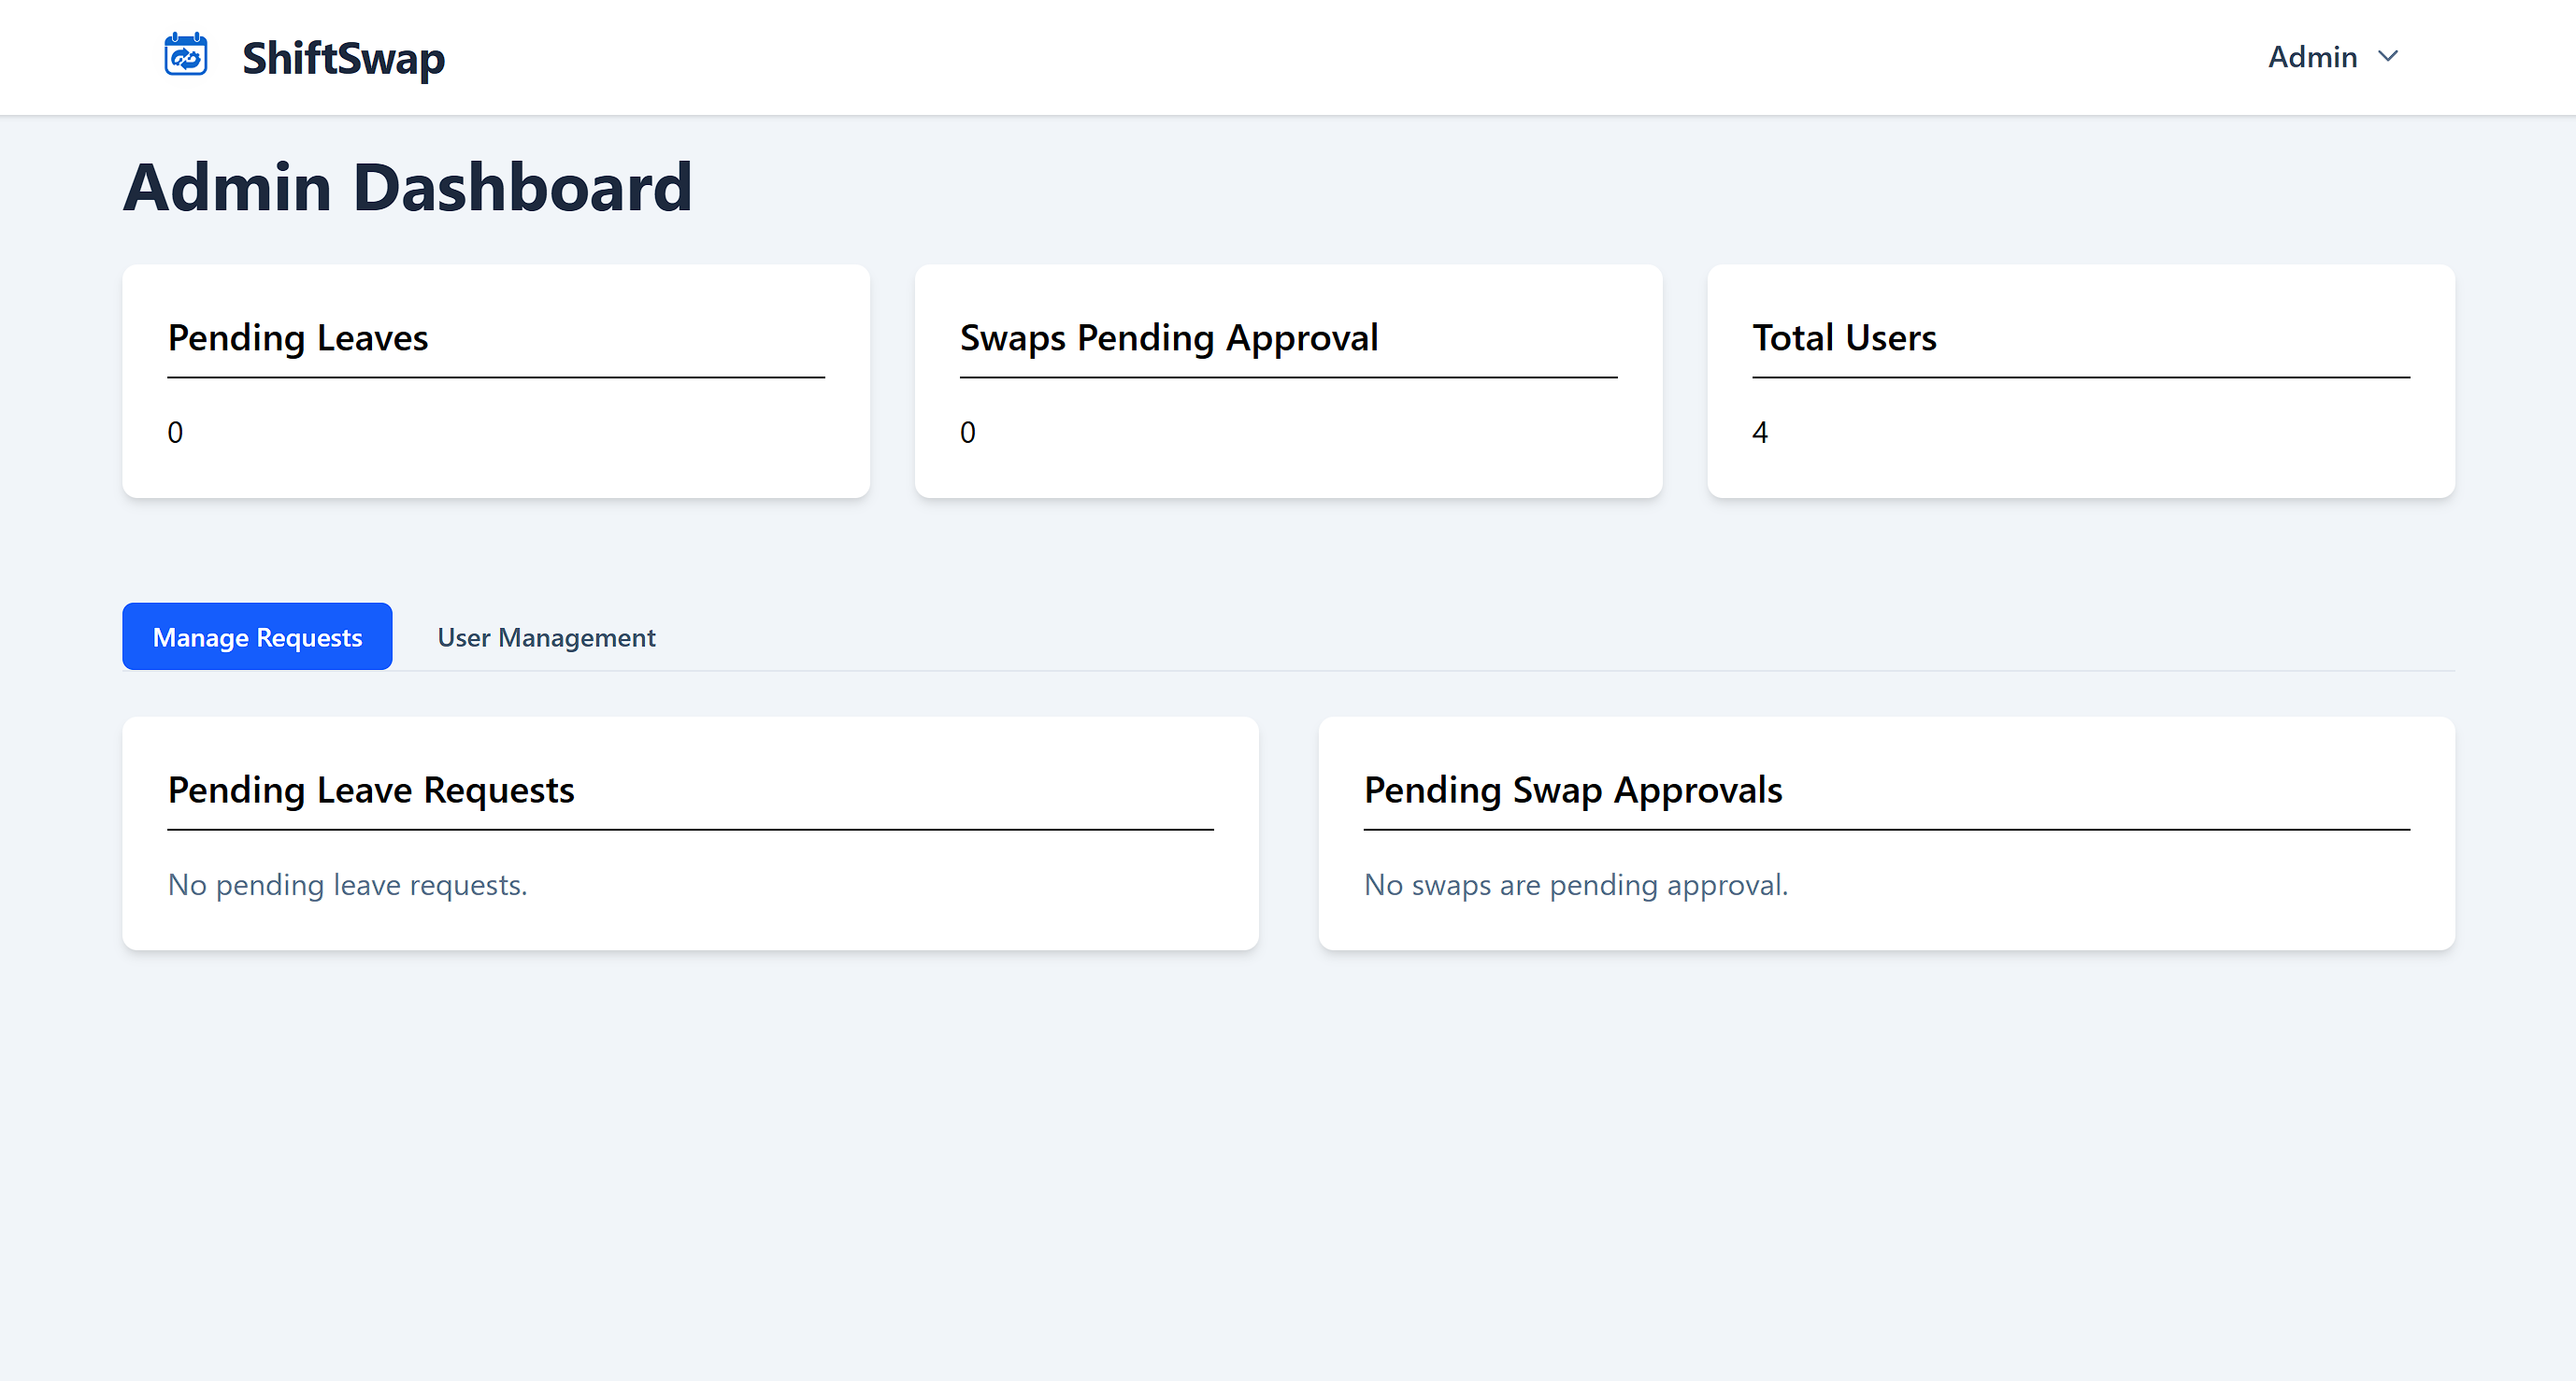 ShiftSwap
Admin
Admin Dashboard
Pending Leaves
0
Swaps Pending Approval
0
Total Users
4
Manage Requests
User Management
Pending Leave Requests
No pending leave requests.
Pending Swap Approvals
No swaps are pending approval.